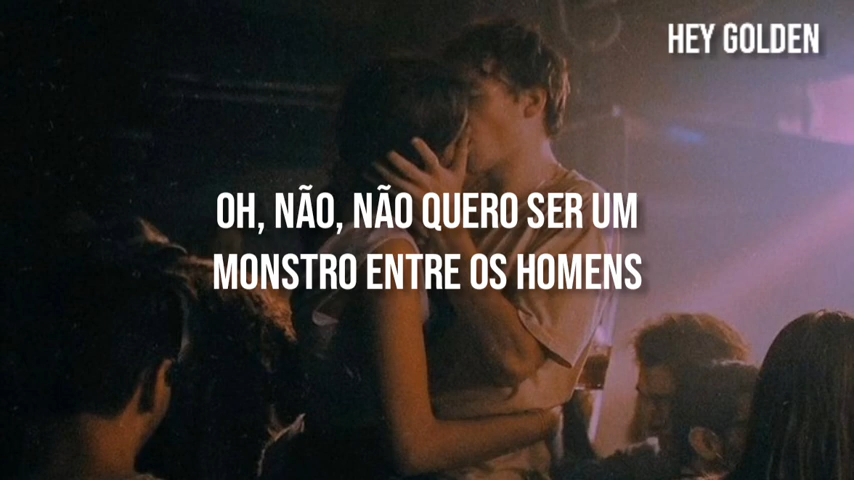 HEY GOLDEN
OH, NÃO, NÃO QUERO SER UM
MONSTRO ENTRE OS HOMENS